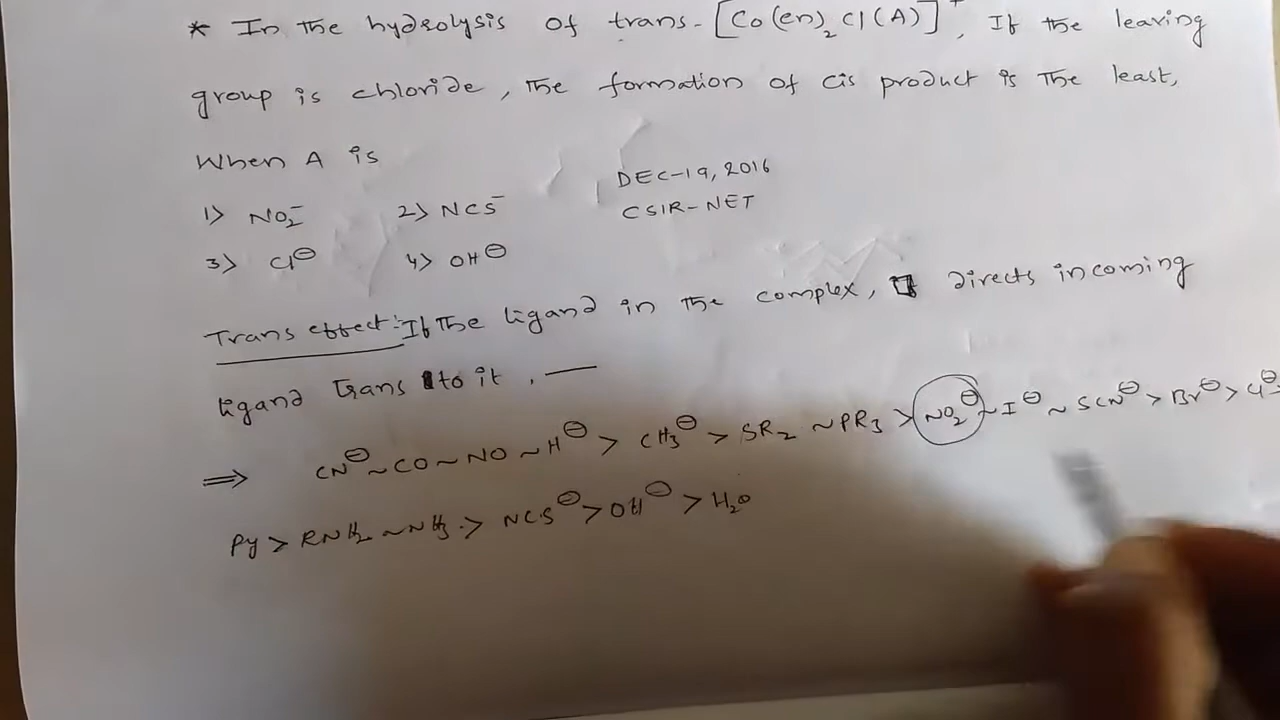 * In the hydrolysis of trans-[Co(en)₂Cl(A)]⁺, If the leaving
group is chloride, the formation of cis product is the least,
When A is
DEC-19, 2016
1> NO₂⁻ 2> NCS⁻
CSIR-NET
3> Cl⊖ 4> OH⊖
Trans effect:- If the ligand in the complex, directs incoming
ligand trans to it.
⇒ CN⊖ ~ CO ~ NO ~ H⊖ > CH₃⊖ > SR₂ ~ PR₃ > NO₂⊖ ~ I⊖ ~ SCN⊖ > Br⊖ > Cl⊖
Py > RNH₂ ~ NH₃ > NCS⊖ > OH⊖ > H₂O